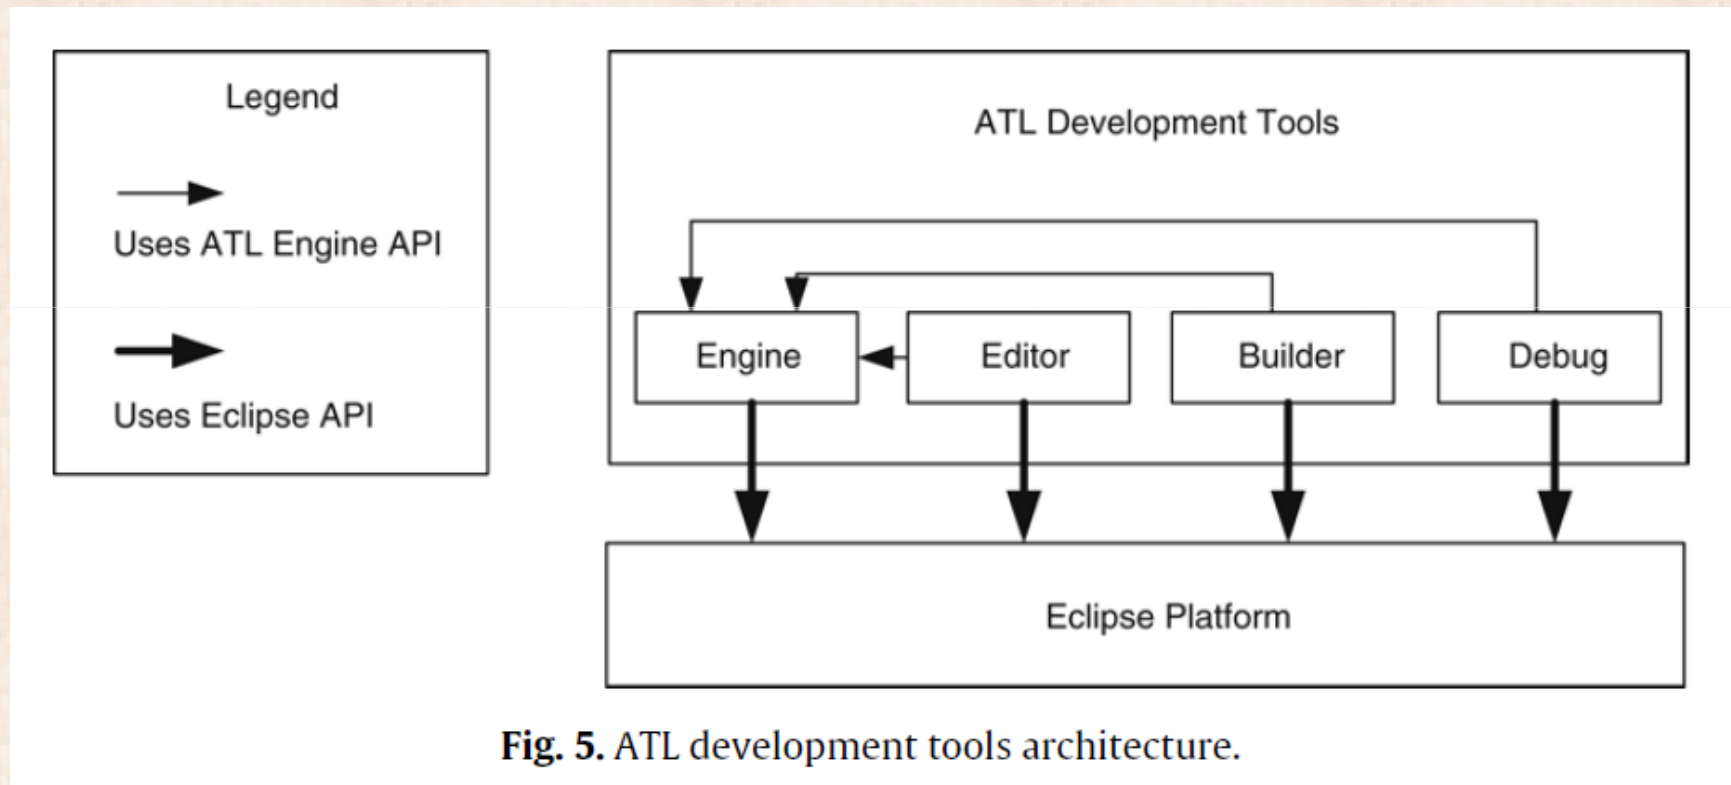 Legend
Uses ATL Engine API
Uses Eclipse API
ATL Development Tools
Engine
Editor
Builder
Debug
Eclipse Platform
Fig. 5. ATL development tools architecture.